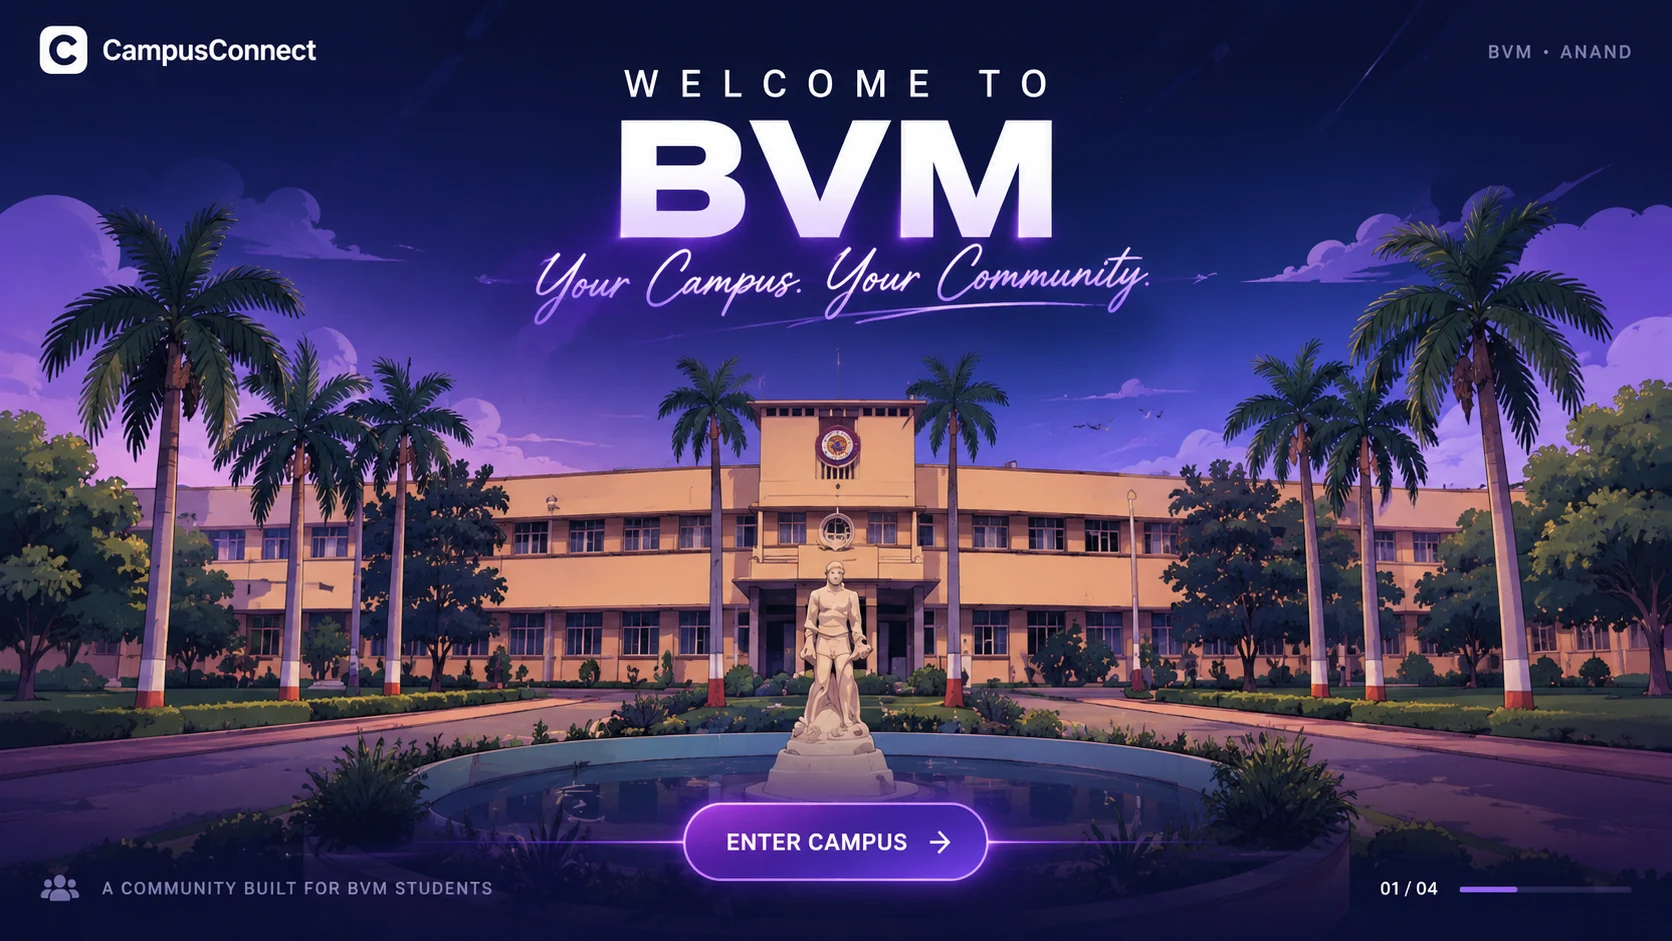 C CampusConnect
BVM • ANAND
WELCOME TO
BVM
Your Campus. Your Community.
ENTER CAMPUS →
A COMMUNITY BUILT FOR BVM STUDENTS
01 / 04